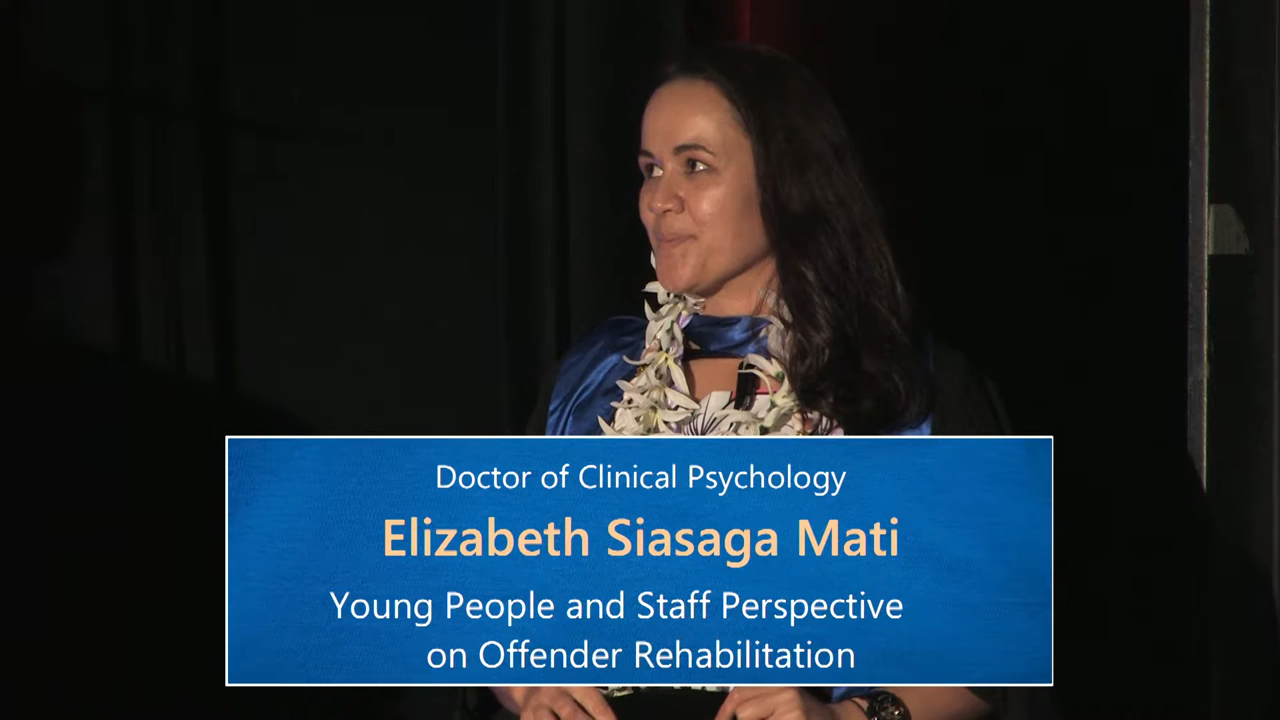 Doctor of Clinical Psychology
Elizabeth Siasaga Mati
Young People and Staff Perspective
on Offender Rehabilitation